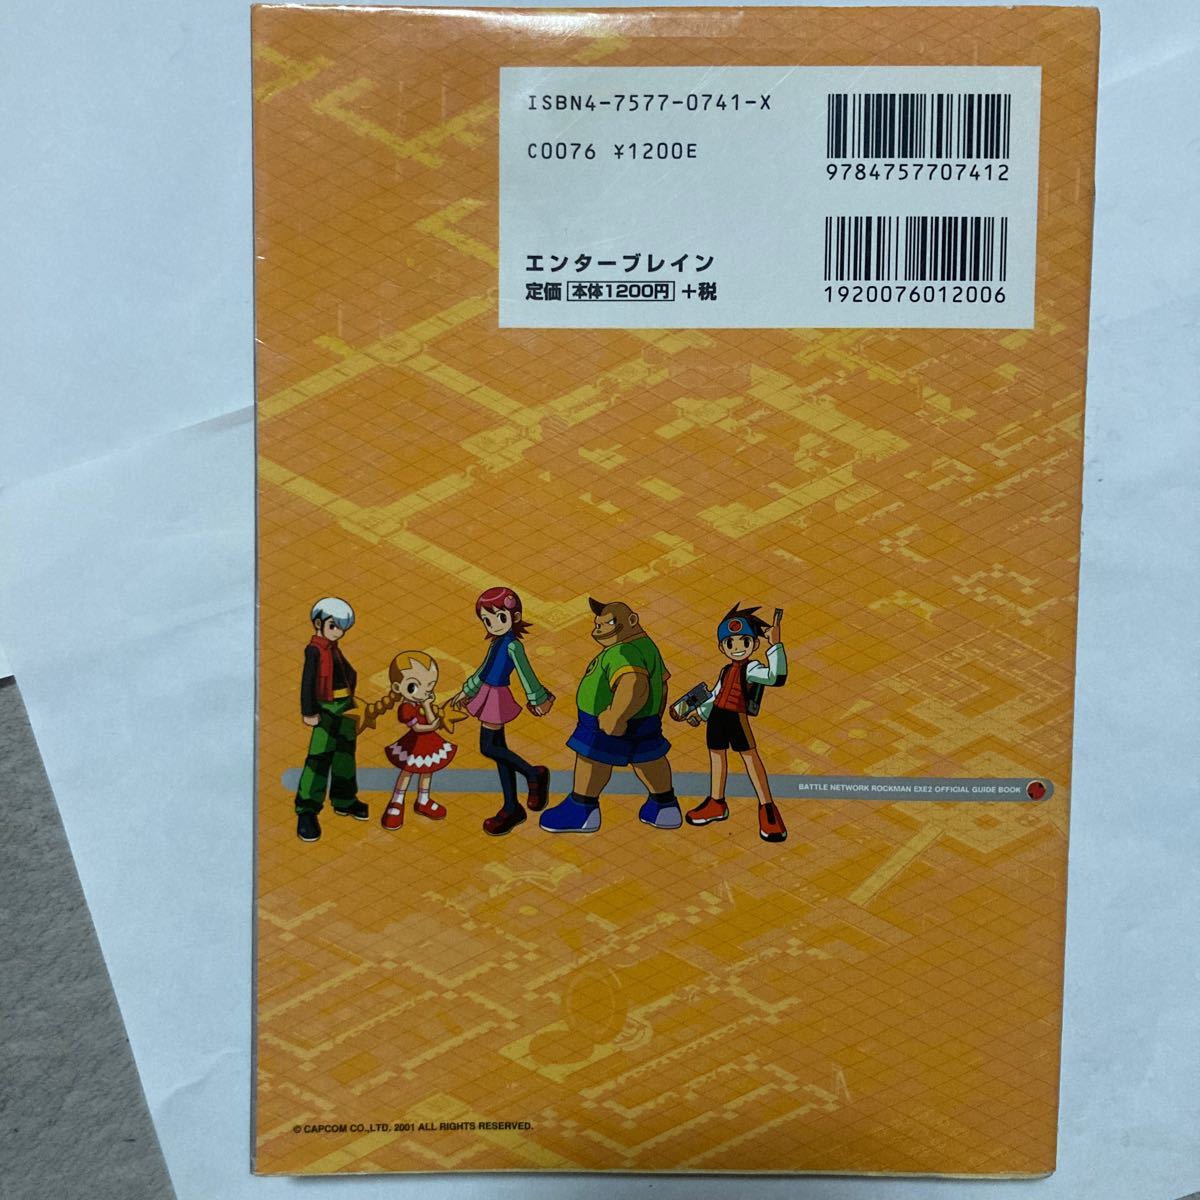 ISBN4-7577-0741-X
C0076 ¥1200E
9784757707412
エンターブレイン
定価 本体1200円 +税
1920076012006
BATTLE NETWORK ROCKMAN EXE2 OFFICIAL GUIDE BOOK
© CAPCOM CO.,LTD. 2001 ALL RIGHTS RESERVED.